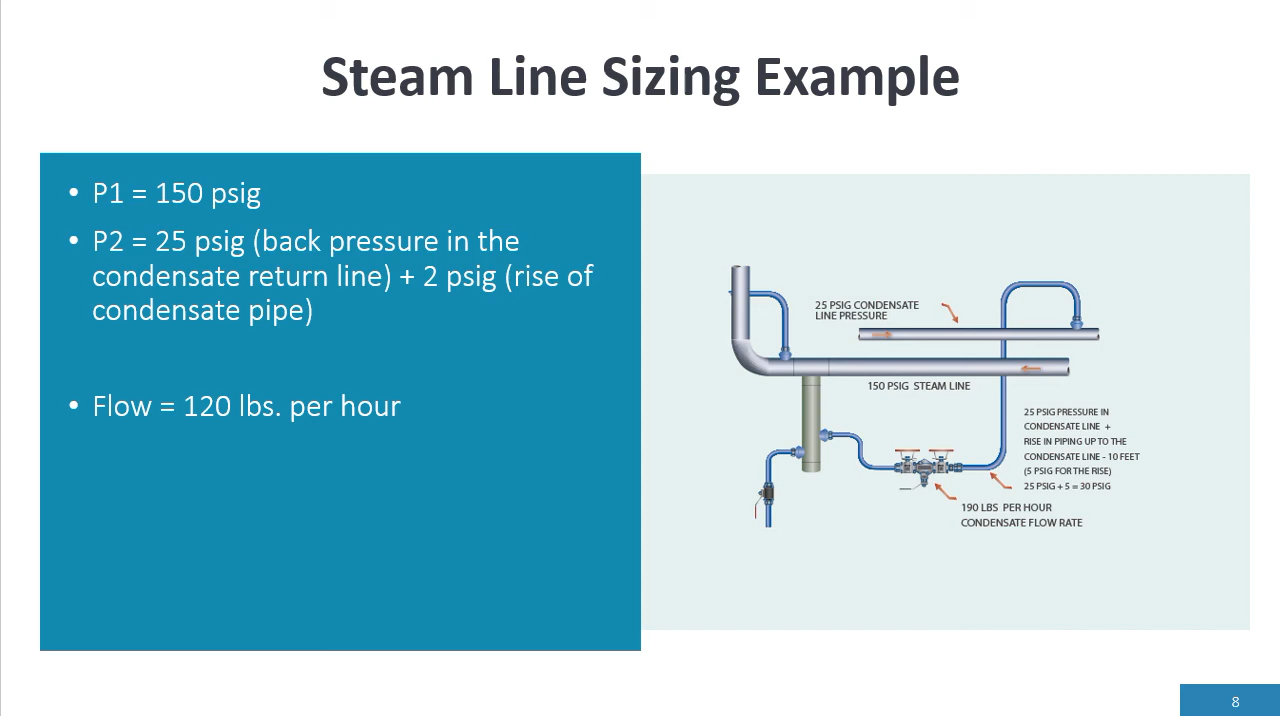 Steam Line Sizing Example
• P1 = 150 psig
• P2 = 25 psig (back pressure in the
condensate return line) + 2 psig (rise of
condensate pipe)
• Flow = 120 lbs. per hour
25 PSIG CONDENSATE
LINE PRESSURE
150 PSIG STEAM LINE
25 PSIG PRESSURE IN
CONDENSATE LINE +
RISE IN PIPING UP TO THE
CONDENSATE LINE - 10 FEET
(5 PSIG FOR THE RISE)
25 PSIG + 5 = 30 PSIG
190 LBS PER HOUR
CONDENSATE FLOW RATE
8